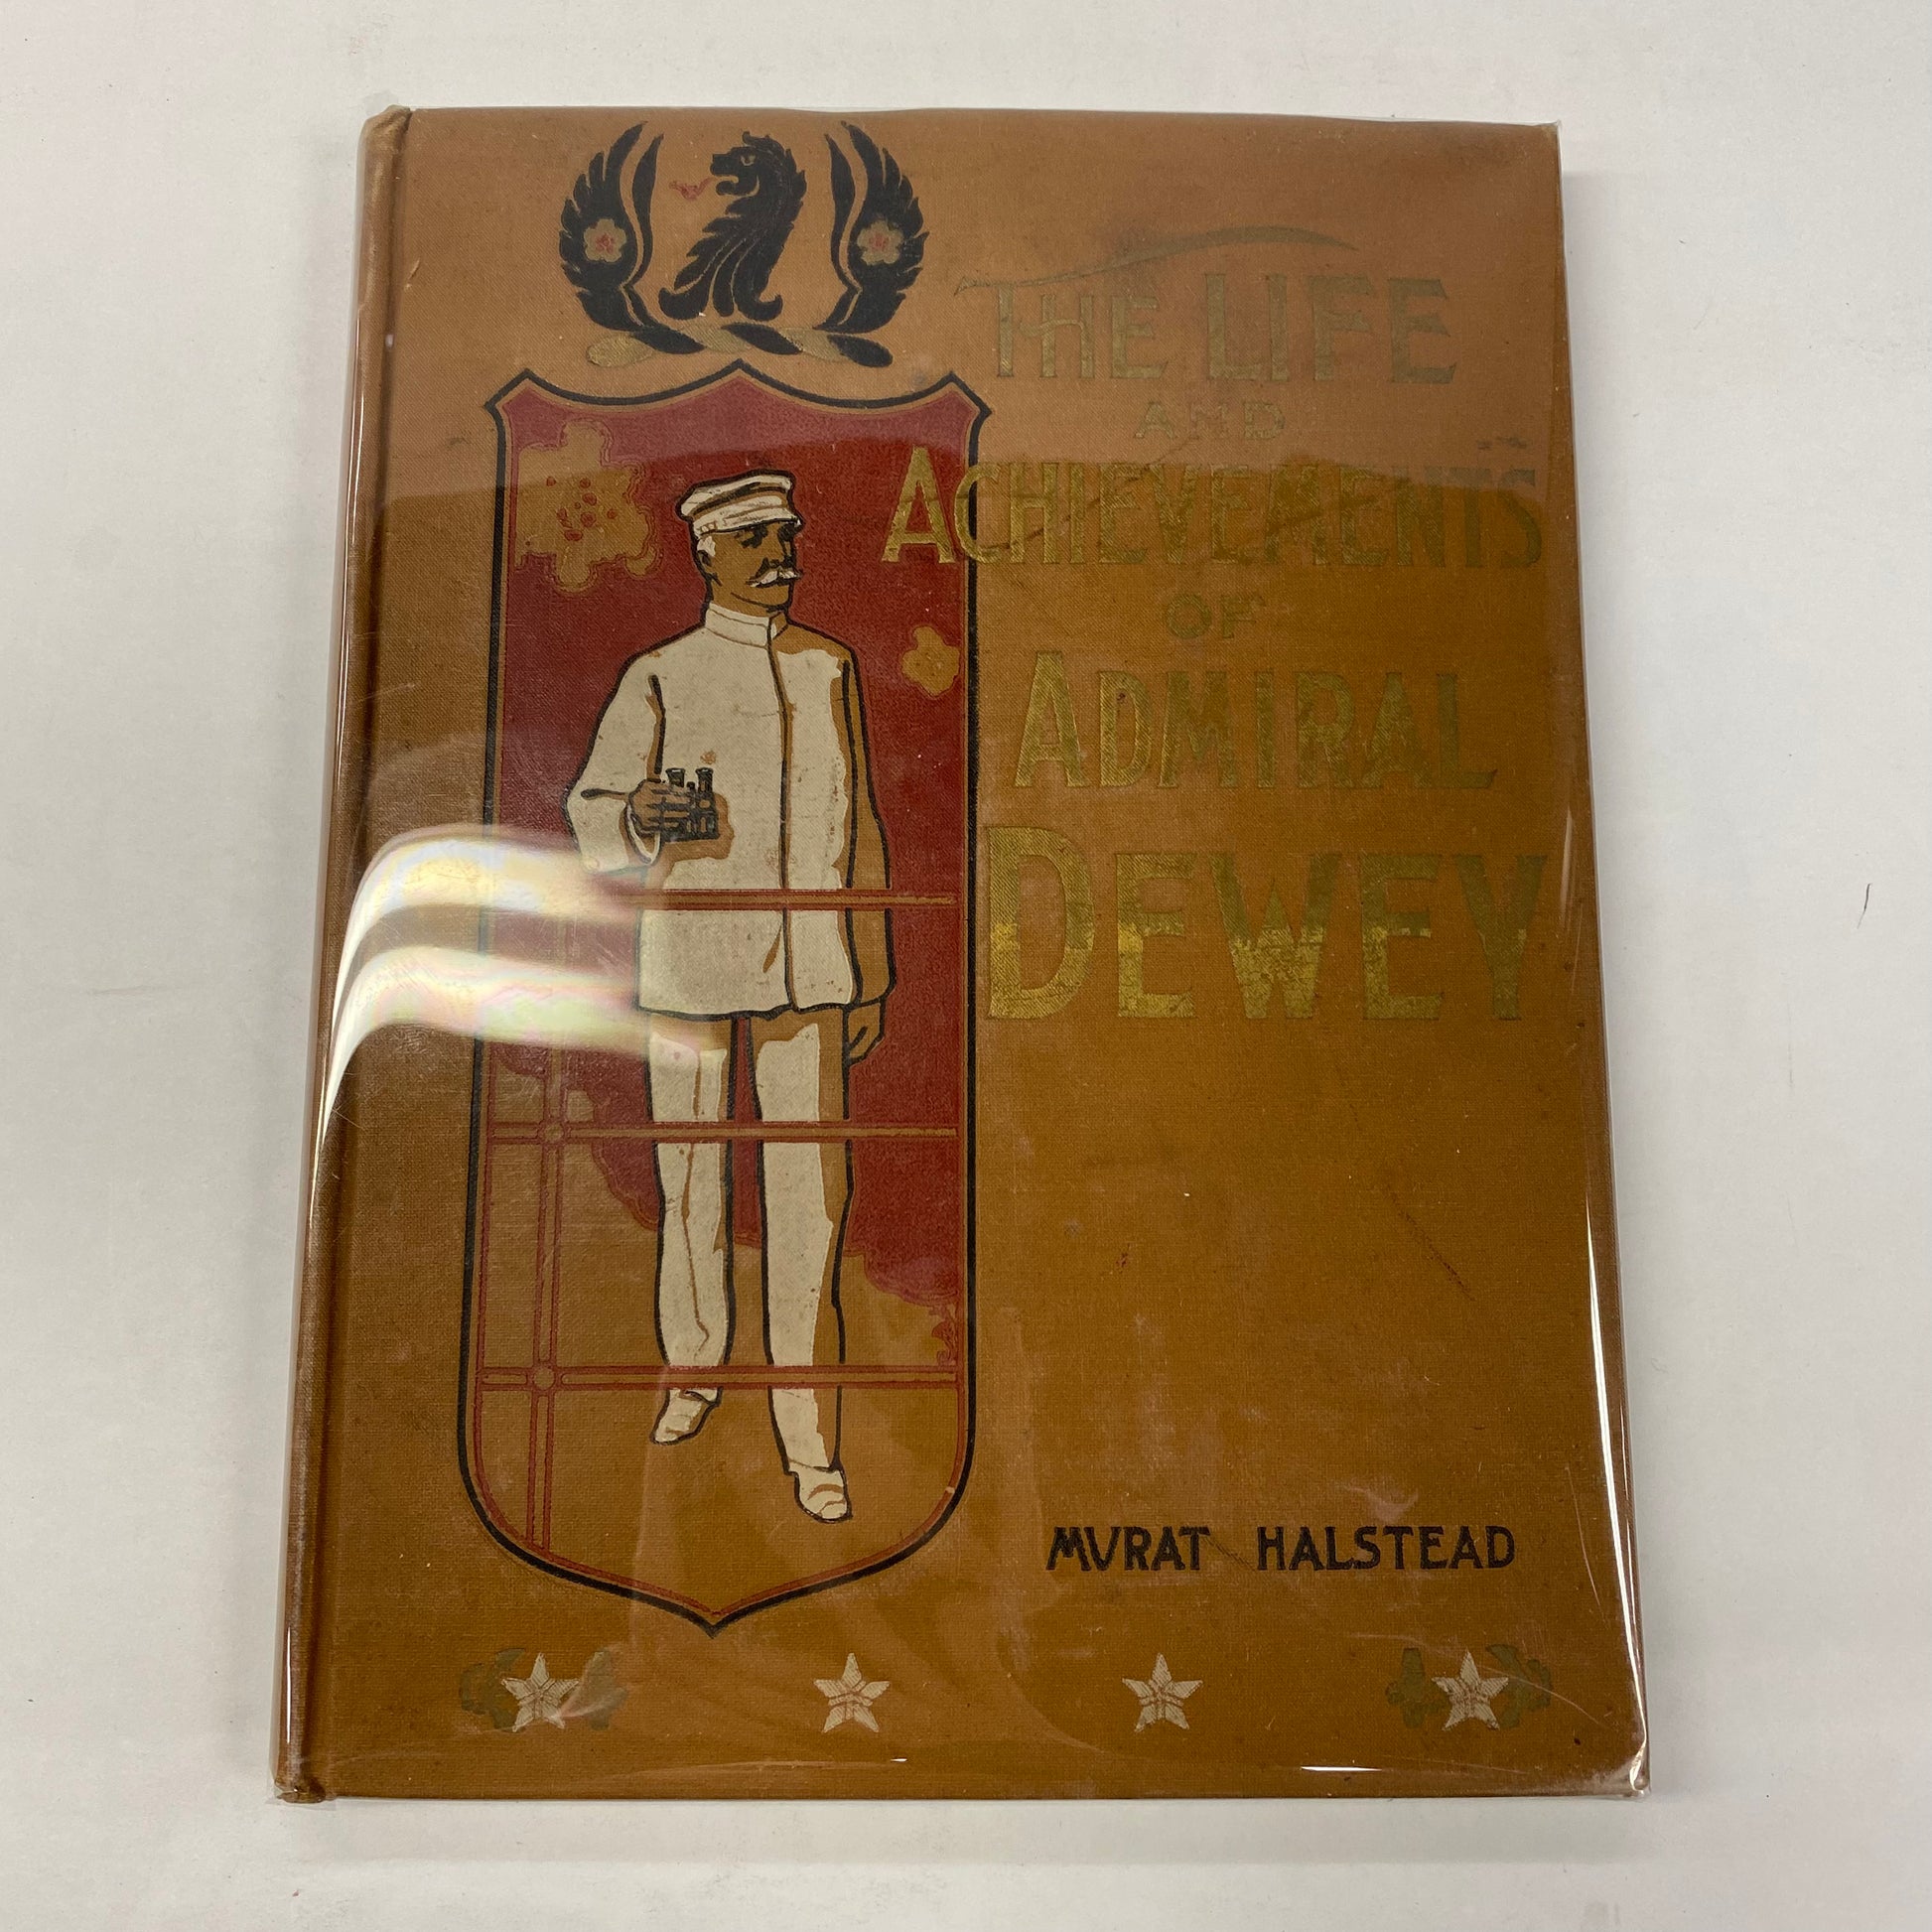 THE LIFE
AND
ACHIEVEMENTS
OF
ADMIRAL
DEWEY
MVRAT HALSTEAD